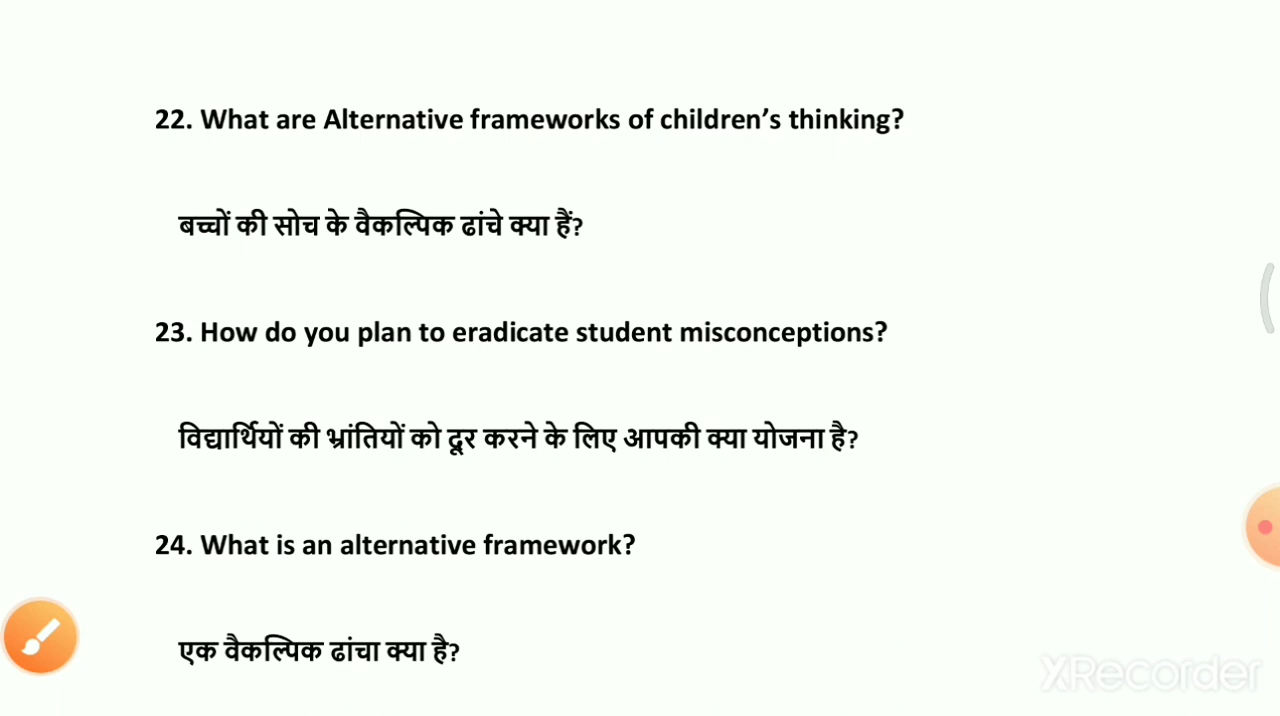 22. What are Alternative frameworks of children’s thinking?
बच्चों की सोच के वैकल्पिक ढांचे क्या हैं?
23. How do you plan to eradicate student misconceptions?
विद्यार्थियों की भ्रांतियों को दूर करने के लिए आपकी क्या योजना है?
24. What is an alternative framework?
एक वैकल्पिक ढांचा क्या है?
XRecorder